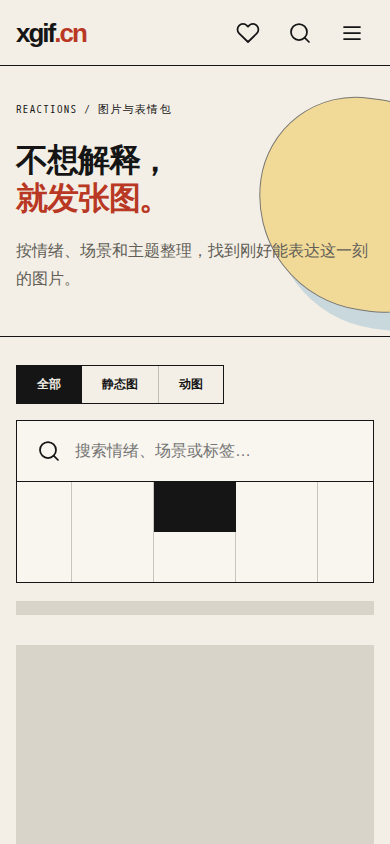 xgif.cn
REACTIONS / 图片与表情包
不想解释，
就发张图。
按情绪、场景和主题整理，找到刚好能表达这一刻
的图片。
全部 静态图 动图
搜索情绪、场景或标签…